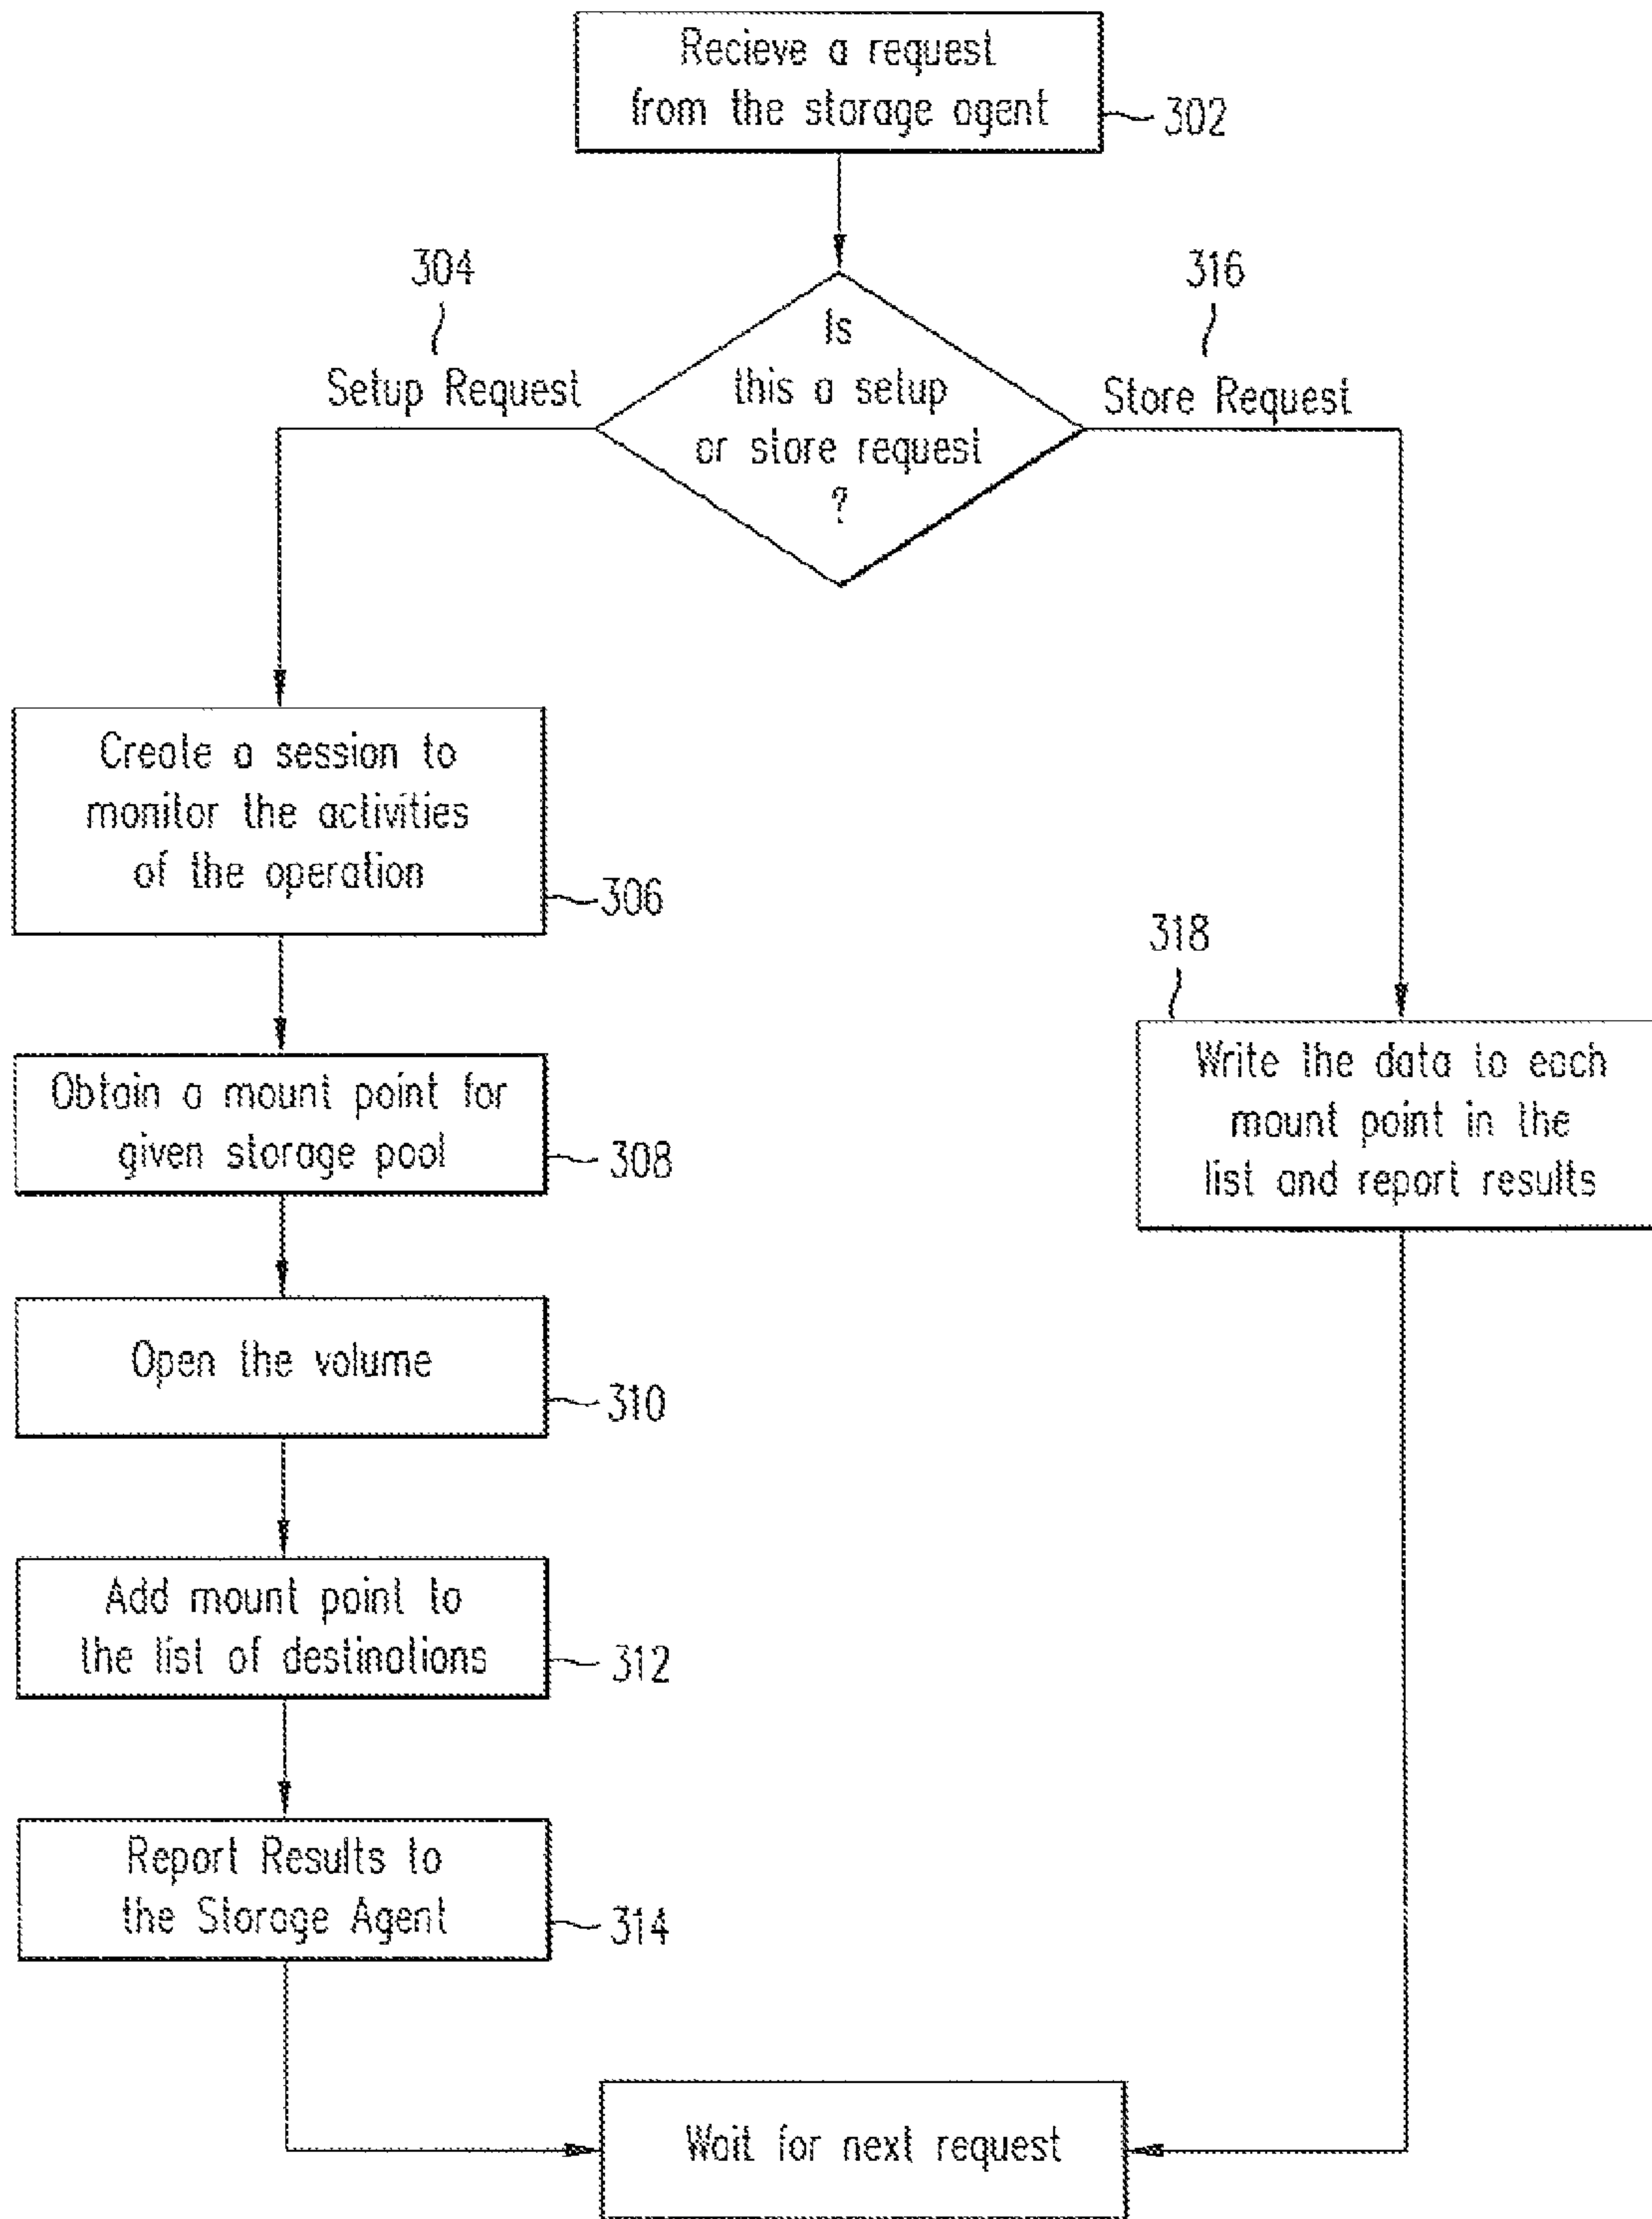 Recieve a request
from the storage agent
302
304
316
Is
this a setup
or store request
?
Setup Request
Store Request
Create a session to
monitor the activities
of the operation
306
318
Obtain a mount point for
given storage pool
308
Write the data to each
mount point in the
list and report results
Open the volume
310
Add mount point to
the list of destinations
312
Report Results to
the Storage Agent
314
Wait for next request